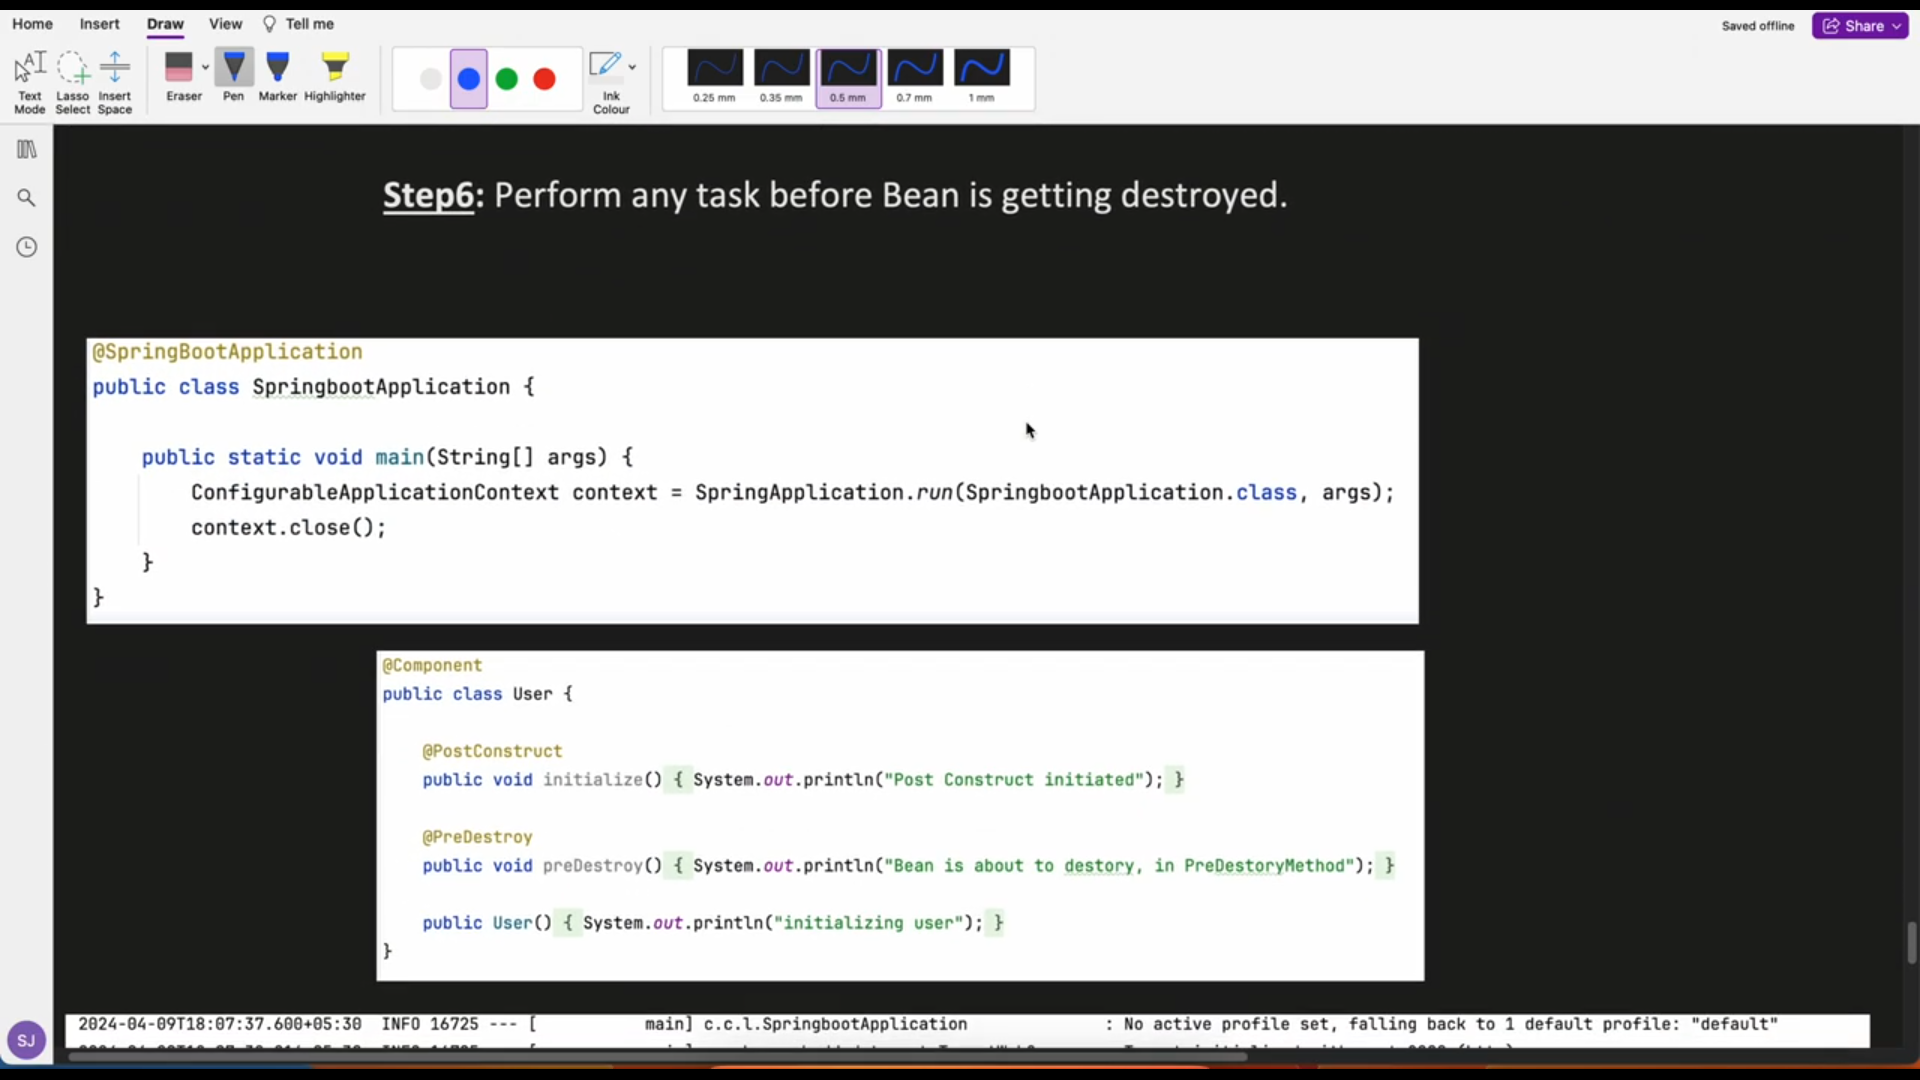 Home Insert Draw View Tell me
Saved offline Share
Text Mode
Lasso Select
Insert Space
Eraser
Pen
Marker
Highlighter
Ink Colour
0.25 mm 0.35 mm 0.5 mm 0.7 mm 1 mm
Step6: Perform any task before Bean is getting destroyed.
@SpringBootApplication
public class SpringbootApplication {
public static void main(String[] args) {
ConfigurableApplicationContext context = SpringApplication.run(SpringbootApplication.class, args);
context.close();
}
}
@Component
public class User {
@PostConstruct
public void initialize() { System.out.println("Post Construct initiated"); }
@PreDestroy
public void preDestroy() { System.out.println("Bean is about to destory, in PreDestoryMethod"); }
public User() { System.out.println("initializing user"); }
}
SJ
2024-04-09T18:07:37.600+05:30 INFO 16725 --- [ main] c.c.l.SpringbootApplication : No active profile set, falling back to 1 default profile: "default"